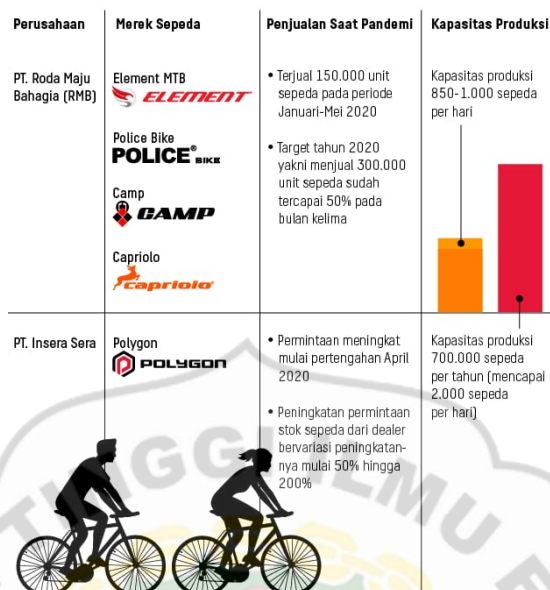 Perusahaan
Merek Sepeda
Penjualan Saat Pandemi
Kapasitas Produksi
PT. Roda Maju
Bahagia (RMB)
Element MTB
ELEMENT
Police Bike
POLICE® BIKE
Camp
CAMP
Capriolo
capriolo
• Terjual 150.000 unit
sepeda pada periode
Januari-Mei 2020
• Target tahun 2020
yakni menjual 300.000
unit sepeda sudah
tercapai 50% pada
bulan kelima
Kapasitas produksi
850-1.000 sepeda
per hari
PT. Insera Sera
Polygon
POLYGON
• Permintaan meningkat
mulai pertengahan April
2020
• Peningkatan permintaan
stok sepeda dari dealer
bervariasi peningkatan-
nya mulai 50% hingga
200%
Kapasitas produksi
700.000 sepeda
per tahun (mencapai
2.000 sepeda
per hari)
TINGGI ILMU